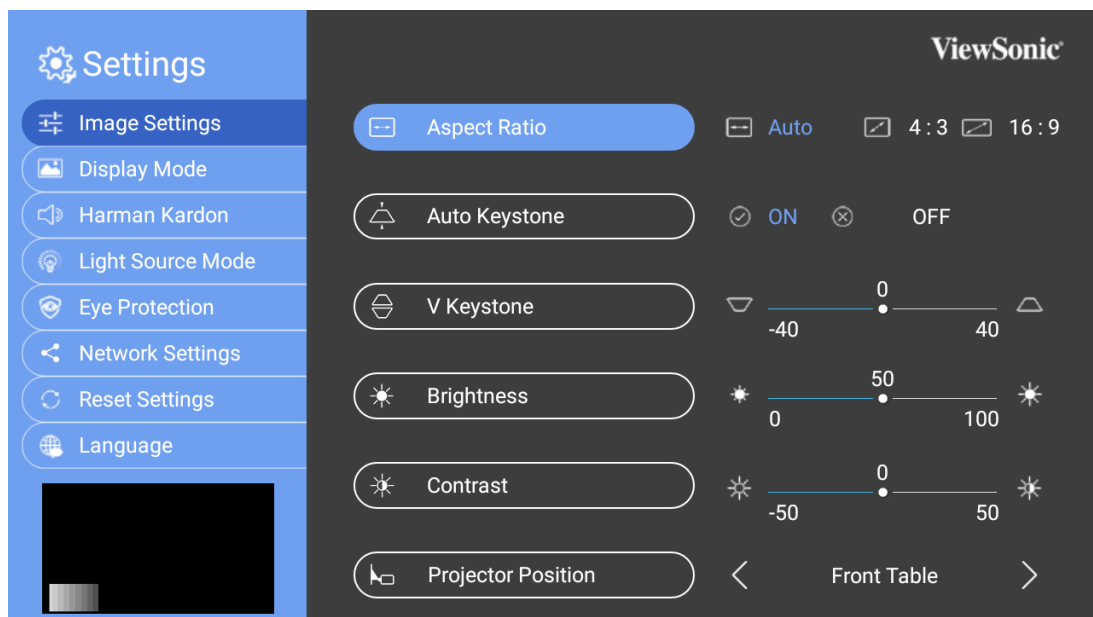 Settings
ViewSonic®
Image Settings
Display Mode
Harman Kardon
Light Source Mode
Eye Protection
Network Settings
Reset Settings
Language
Aspect Ratio Auto 4 : 3 16 : 9
Auto Keystone ON OFF
V Keystone 0
-40 40
Brightness 50
0 100
Contrast 0
-50 50
Projector Position Front Table